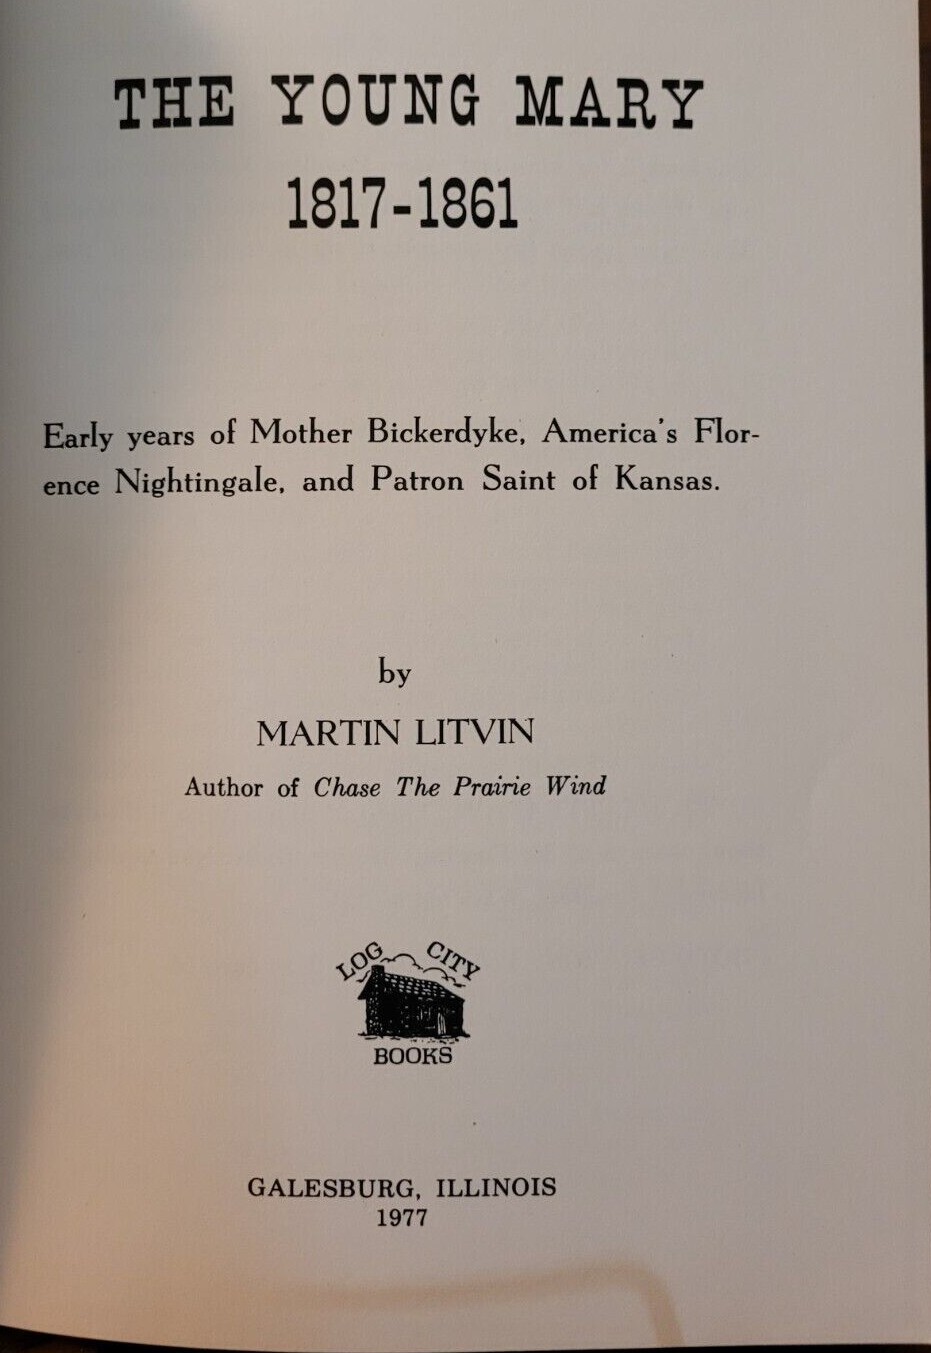 THE YOUNG MARY
1817-1861
Early years of Mother Bickerdyke, America's Flor-
ence Nightingale, and Patron Saint of Kansas.
by
MARTIN LITVIN
Author of Chase The Prairie Wind
LOG CITY
BOOKS
GALESBURG, ILLINOIS
1977